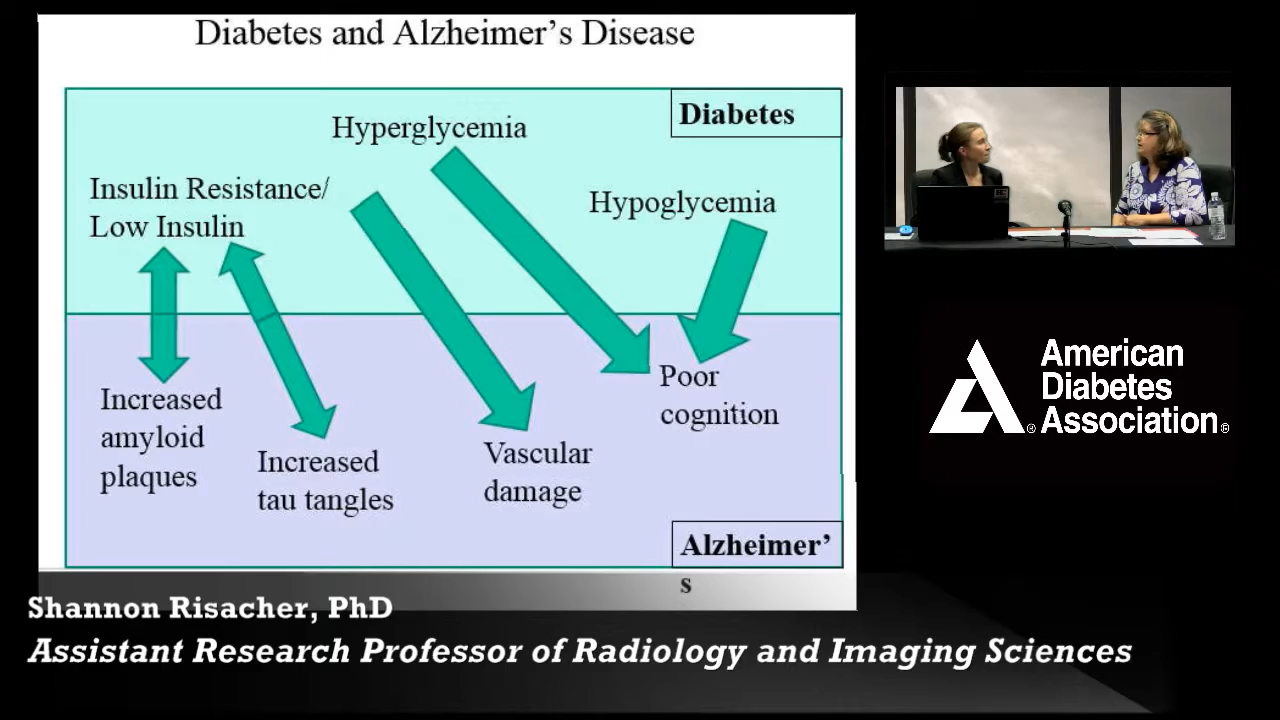 Diabetes and Alzheimer's Disease
Diabetes
Hyperglycemia
Insulin Resistance/
Low Insulin
Hypoglycemia
Increased
amyloid
plaques
Increased
tau tangles
Vascular
damage
Poor
cognition
Alzheimer'
s
American
Diabetes
Association®
Shannon Risacher, PhD
Assistant Research Professor of Radiology and Imaging Sciences